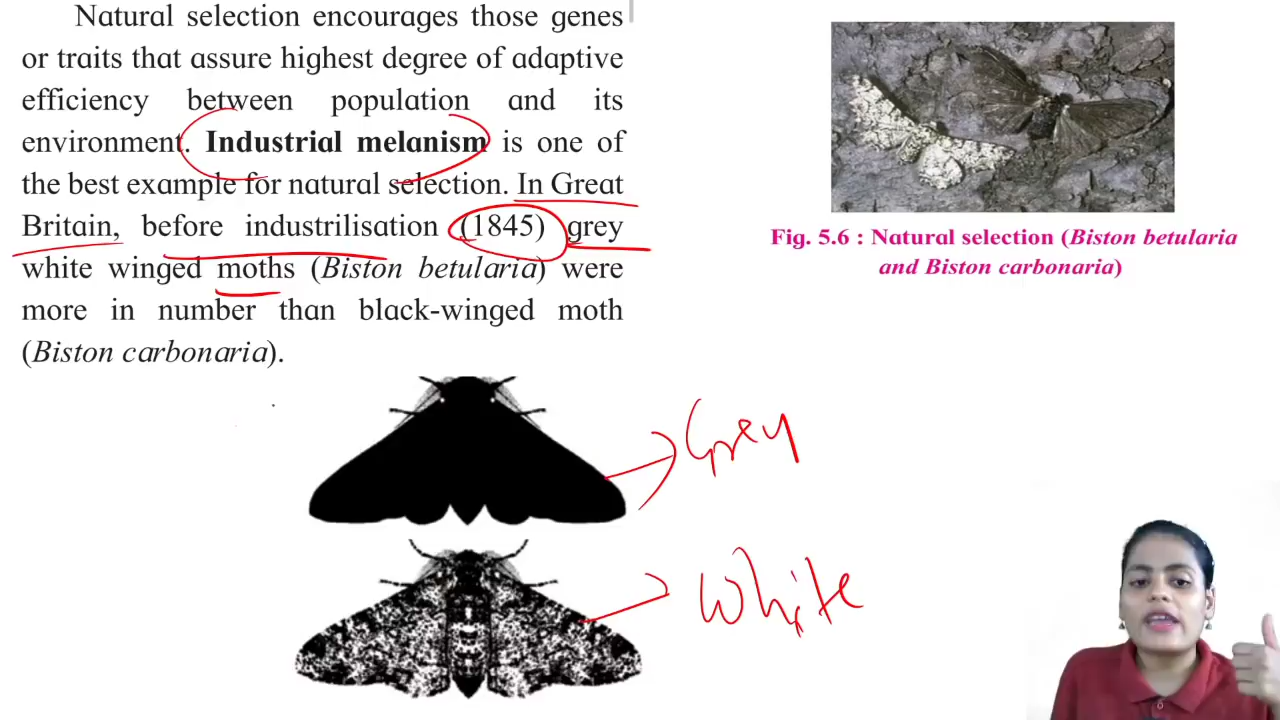 Natural selection encourages those genes
or traits that assure highest degree of adaptive
efficiency between population and its
environment. Industrial melanism is one of
the best example for natural selection. In Great
Britain, before industrilisation (1845) grey
white winged moths (Biston betularia) were
more in number than black-winged moth
(Biston carbonaria).
Fig. 5.6 : Natural selection (Biston betularia
and Biston carbonaria)
Grey
White